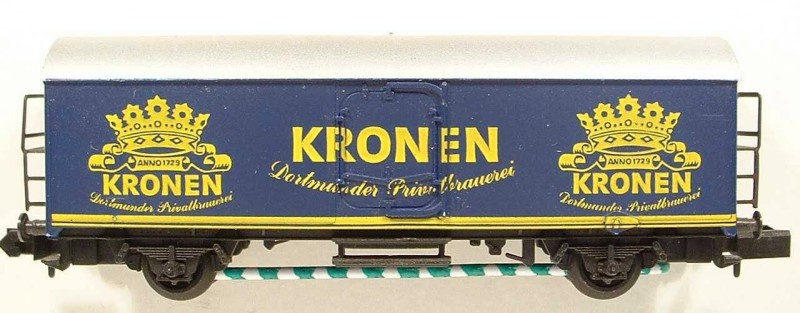 ANNO 1729
KRONEN
Dortmunder Privatbrauerei
KRONEN
Dortmunder Privatbrauerei
ANNO 1729
KRONEN
Dortmunder Privatbrauerei